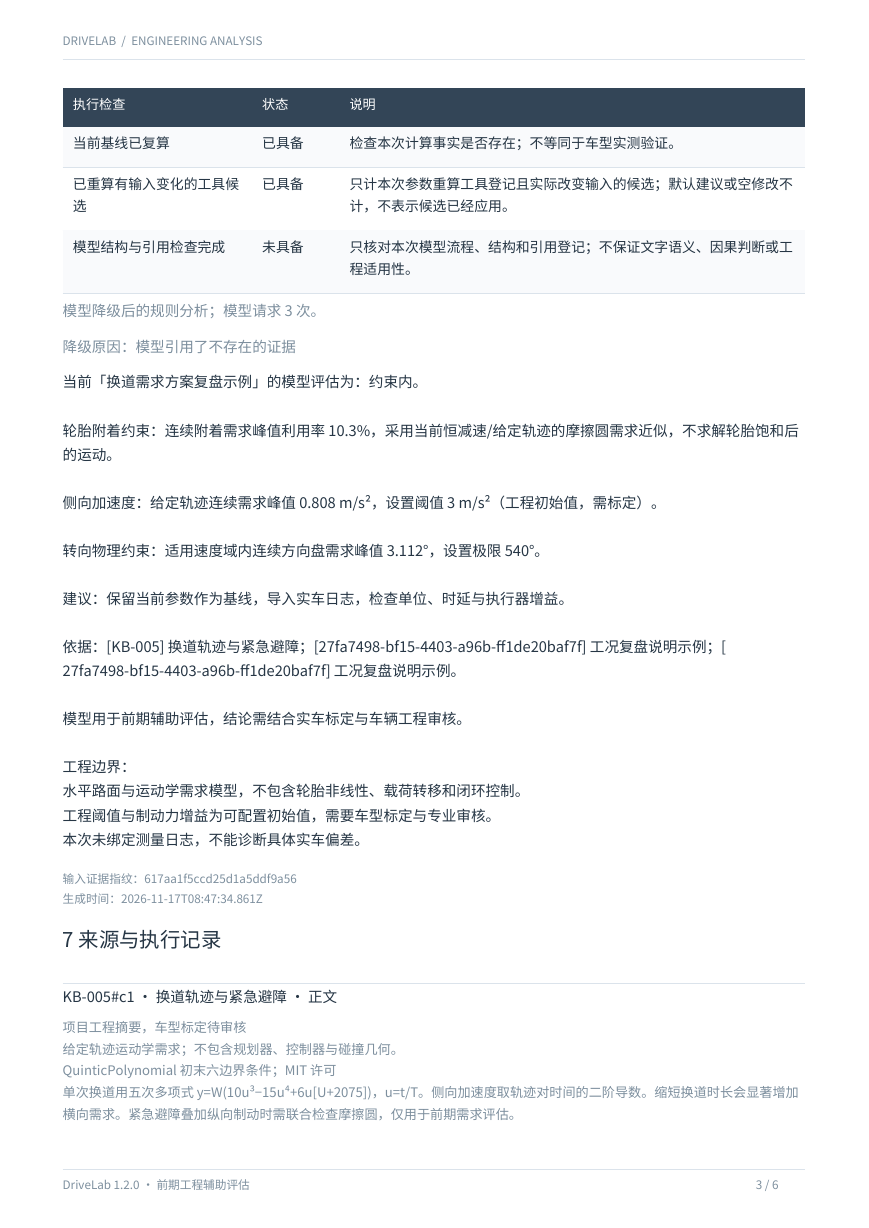 DRIVELAB / ENGINEERING ANALYSIS
执行检查 状态 说明
当前基线已复算 已具备 检查本次计算事实是否存在；不等同于车型实测验证。
已重算有输入变化的工具候 已具备 只计本次参数重算工具登记且实际改变输入的候选；默认建议或空修改不
选 计，不表示候选已经应用。
模型结构与引用检查完成 未具备 只核对本次模型流程、结构和引用登记；不保证文字语义、因果判断或工
程适用性。
模型降级后的规则分析；模型请求 3 次。
降级原因：模型引用了不存在的证据
当前「换道需求方案复盘示例」的模型评估为：约束内。
轮胎附着约束：连续附着需求峰值利用率 10.3%，采用当前恒减速/给定轨迹的摩擦圆需求近似，不求解轮胎饱和后
的运动。
侧向加速度：给定轨迹连续需求峰值 0.808 m/s²，设置阈值 3 m/s²（工程初始值，需标定）。
转向物理约束：适用速度域内连续方向盘需求峰值 3.112°，设置极限 540°。
建议：保留当前参数作为基线，导入实车日志，检查单位、时延与执行器增益。
依据：[KB-005] 换道轨迹与紧急避障；[27fa7498-bf15-4403-a96b-ff1de20baf7f] 工况复盘说明示例；[
27fa7498-bf15-4403-a96b-ff1de20baf7f] 工况复盘说明示例。
模型用于前期辅助评估，结论需结合实车标定与车辆工程审核。
工程边界：
水平路面与运动学需求模型，不包含轮胎非线性、载荷转移和闭环控制。
工程阈值与制动力增益为可配置初始值，需要车型标定与专业审核。
本次未绑定测量日志，不能诊断具体实车偏差。
输入证据指纹：617aa1f5ccd25d1a5ddf9a56
生成时间：2026-11-17T08:47:34.861Z
7 来源与执行记录
KB-005#c1 · 换道轨迹与紧急避障 · 正文
项目工程摘要，车型标定待审核
给定轨迹运动学需求；不包含规划器、控制器与碰撞几何。
QuinticPolynomial 初末六边界条件；MIT 许可
单次换道用五次多项式 y=W(10u³−15u⁴+6u[U+2075])，u=t/T。侧向加速度取轨迹对时间的二阶导数。缩短换道时长会显著增加
横向需求。紧急避障叠加纵向制动时需联合检查摩擦圆，仅用于前期需求评估。
DriveLab 1.2.0 · 前期工程辅助评估 3 / 6